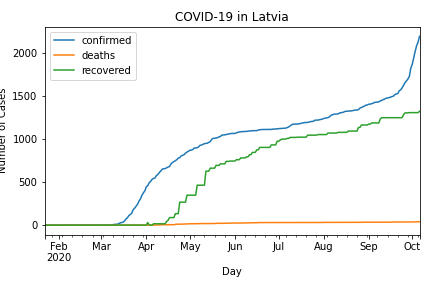 COVID-19 in Latvia
confirmed
deaths
recovered
2000
1500
1000
500
0
Number of Cases
Feb Mar Apr May Jun Jul Aug Sep Oct
2020
Day